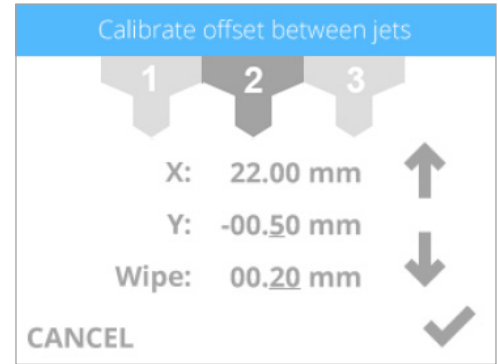 Calibrate offset between jets
1 2 3
X: 22.00 mm
Y: -00.50 mm
Wipe: 00.20 mm
CANCEL